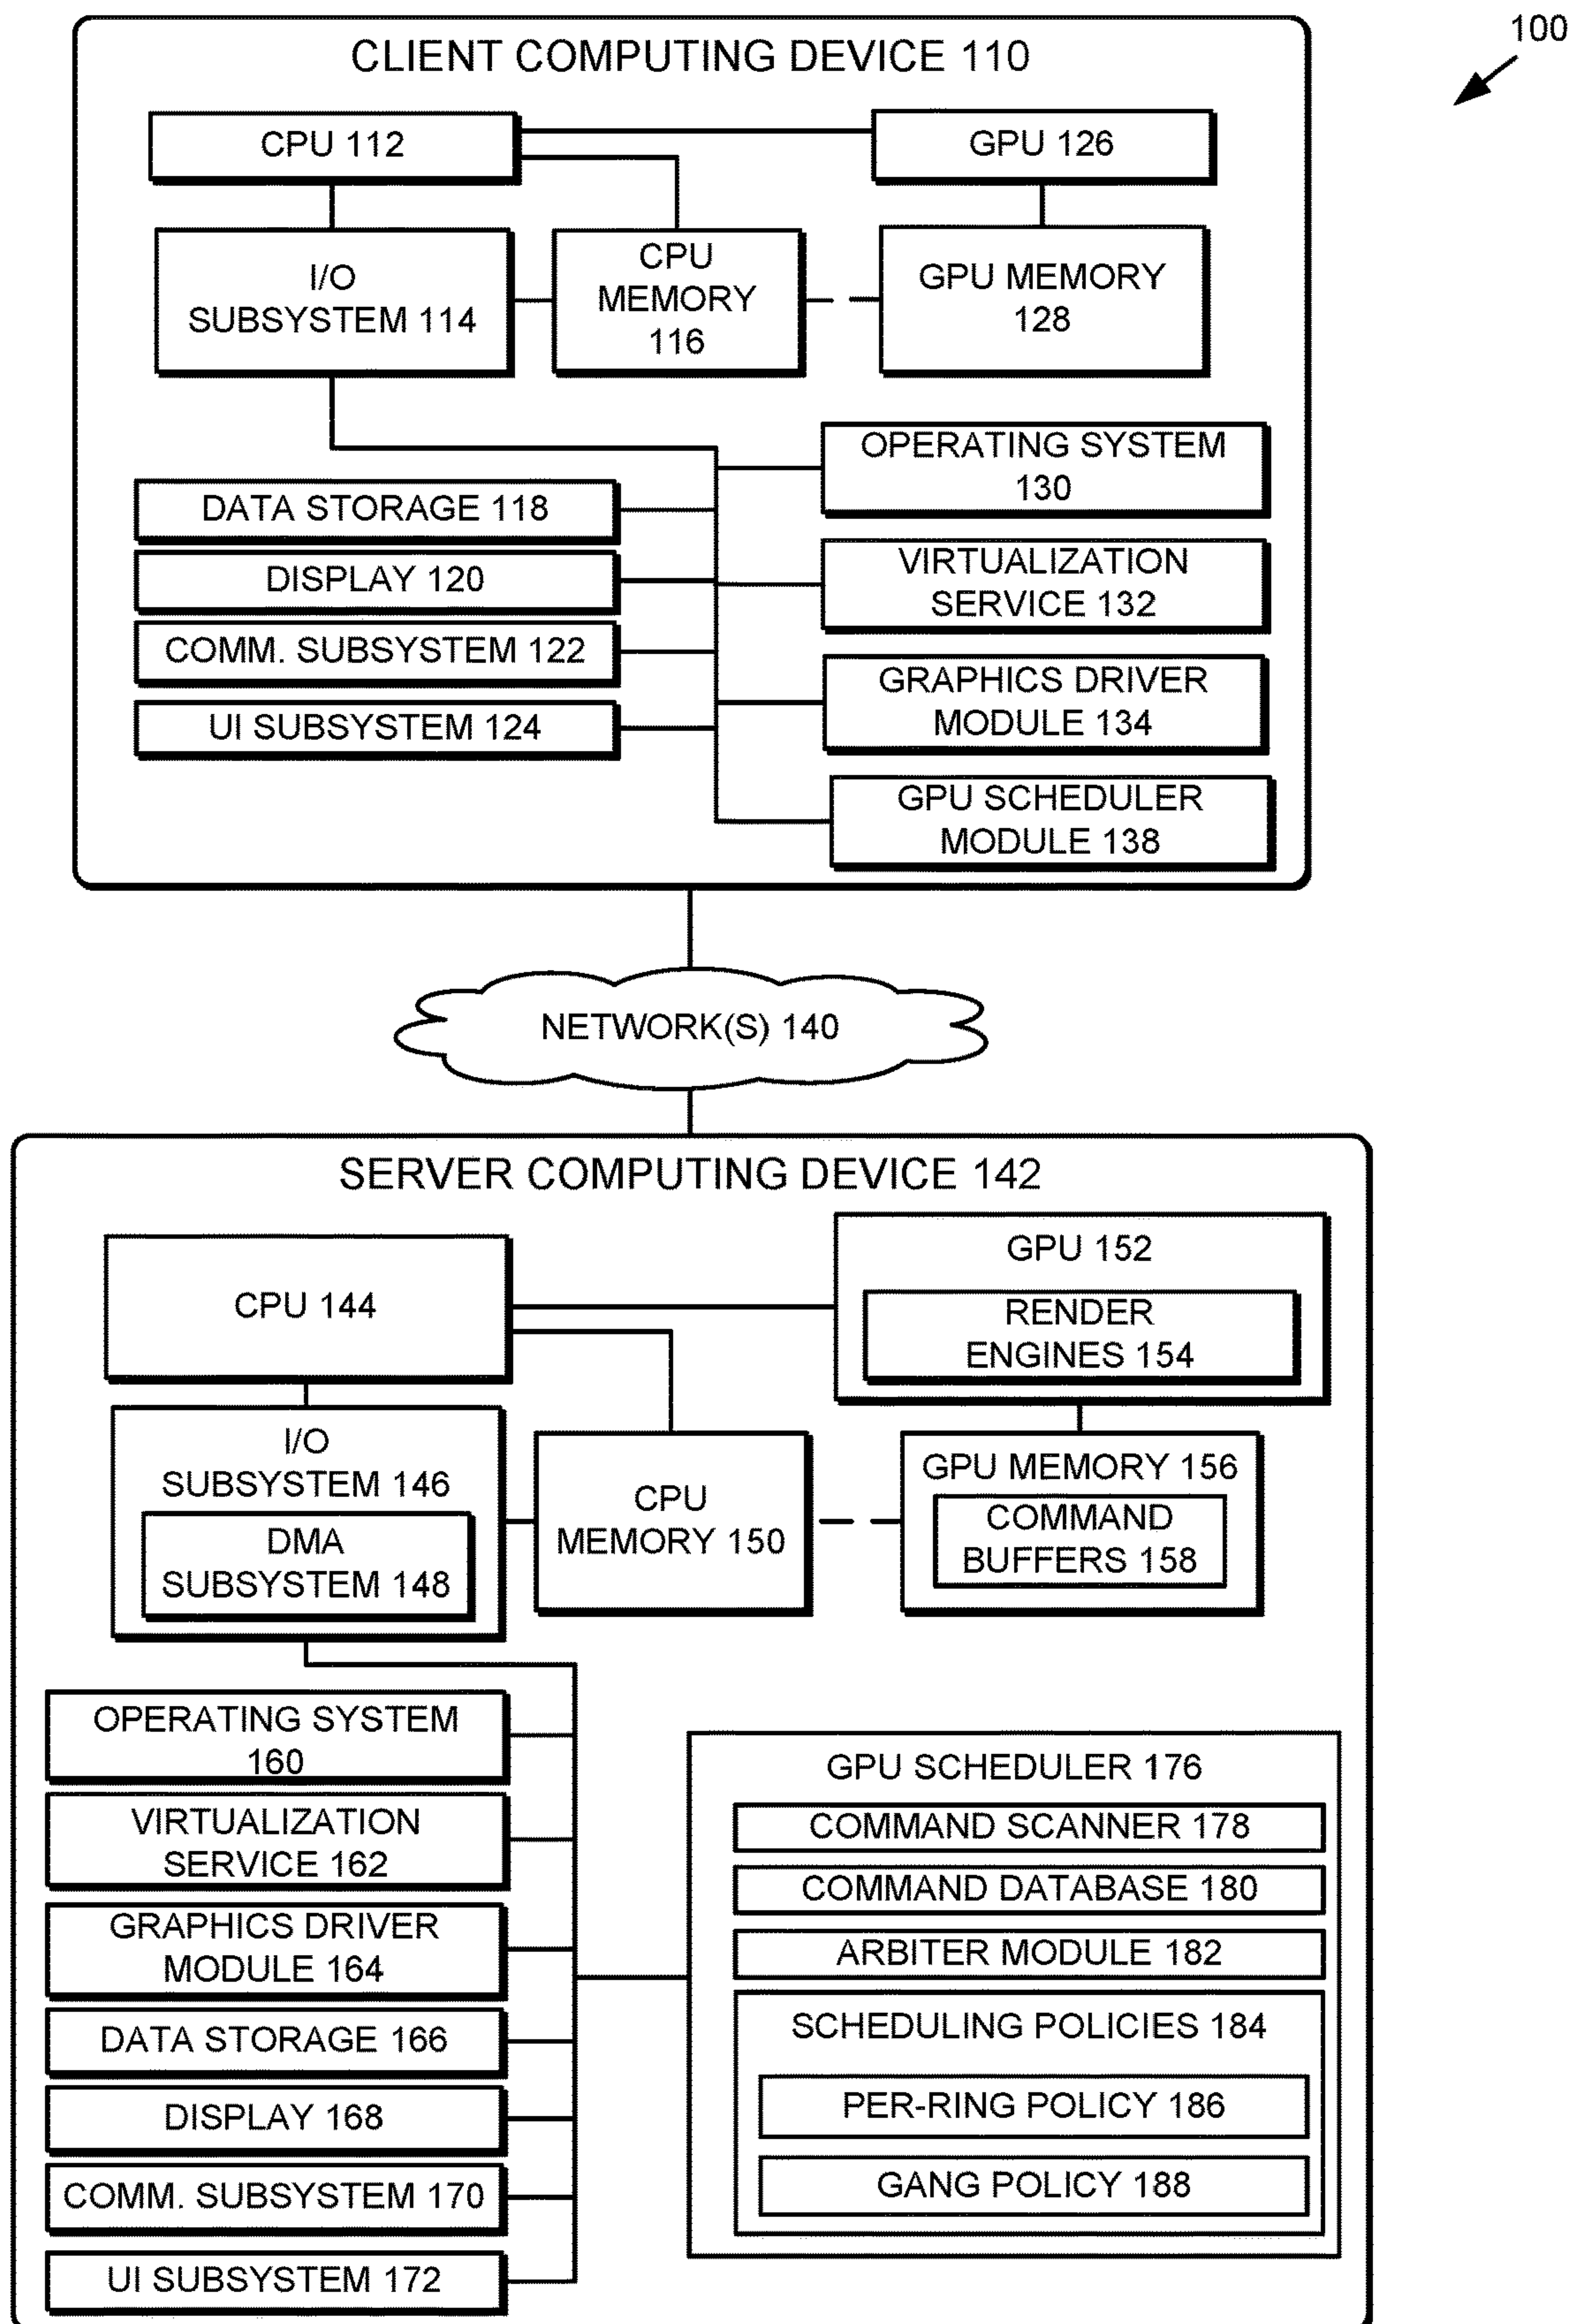 100
CLIENT COMPUTING DEVICE 110
CPU 112
GPU 126
I/O
SUBSYSTEM 114
CPU
MEMORY
116
GPU MEMORY
128
OPERATING SYSTEM
130
DATA STORAGE 118
DISPLAY 120
COMM. SUBSYSTEM 122
UI SUBSYSTEM 124
VIRTUALIZATION
SERVICE 132
GRAPHICS DRIVER
MODULE 134
GPU SCHEDULER
MODULE 138
NETWORK(S) 140
SERVER COMPUTING DEVICE 142
CPU 144
GPU 152
RENDER
ENGINES 154
I/O
SUBSYSTEM 146
DMA
SUBSYSTEM 148
CPU
MEMORY 150
GPU MEMORY 156
COMMAND
BUFFERS 158
OPERATING SYSTEM
160
VIRTUALIZATION
SERVICE 162
GRAPHICS DRIVER
MODULE 164
DATA STORAGE 166
DISPLAY 168
COMM. SUBSYSTEM 170
UI SUBSYSTEM 172
GPU SCHEDULER 176
COMMAND SCANNER 178
COMMAND DATABASE 180
ARBITER MODULE 182
SCHEDULING POLICIES 184
PER-RING POLICY 186
GANG POLICY 188